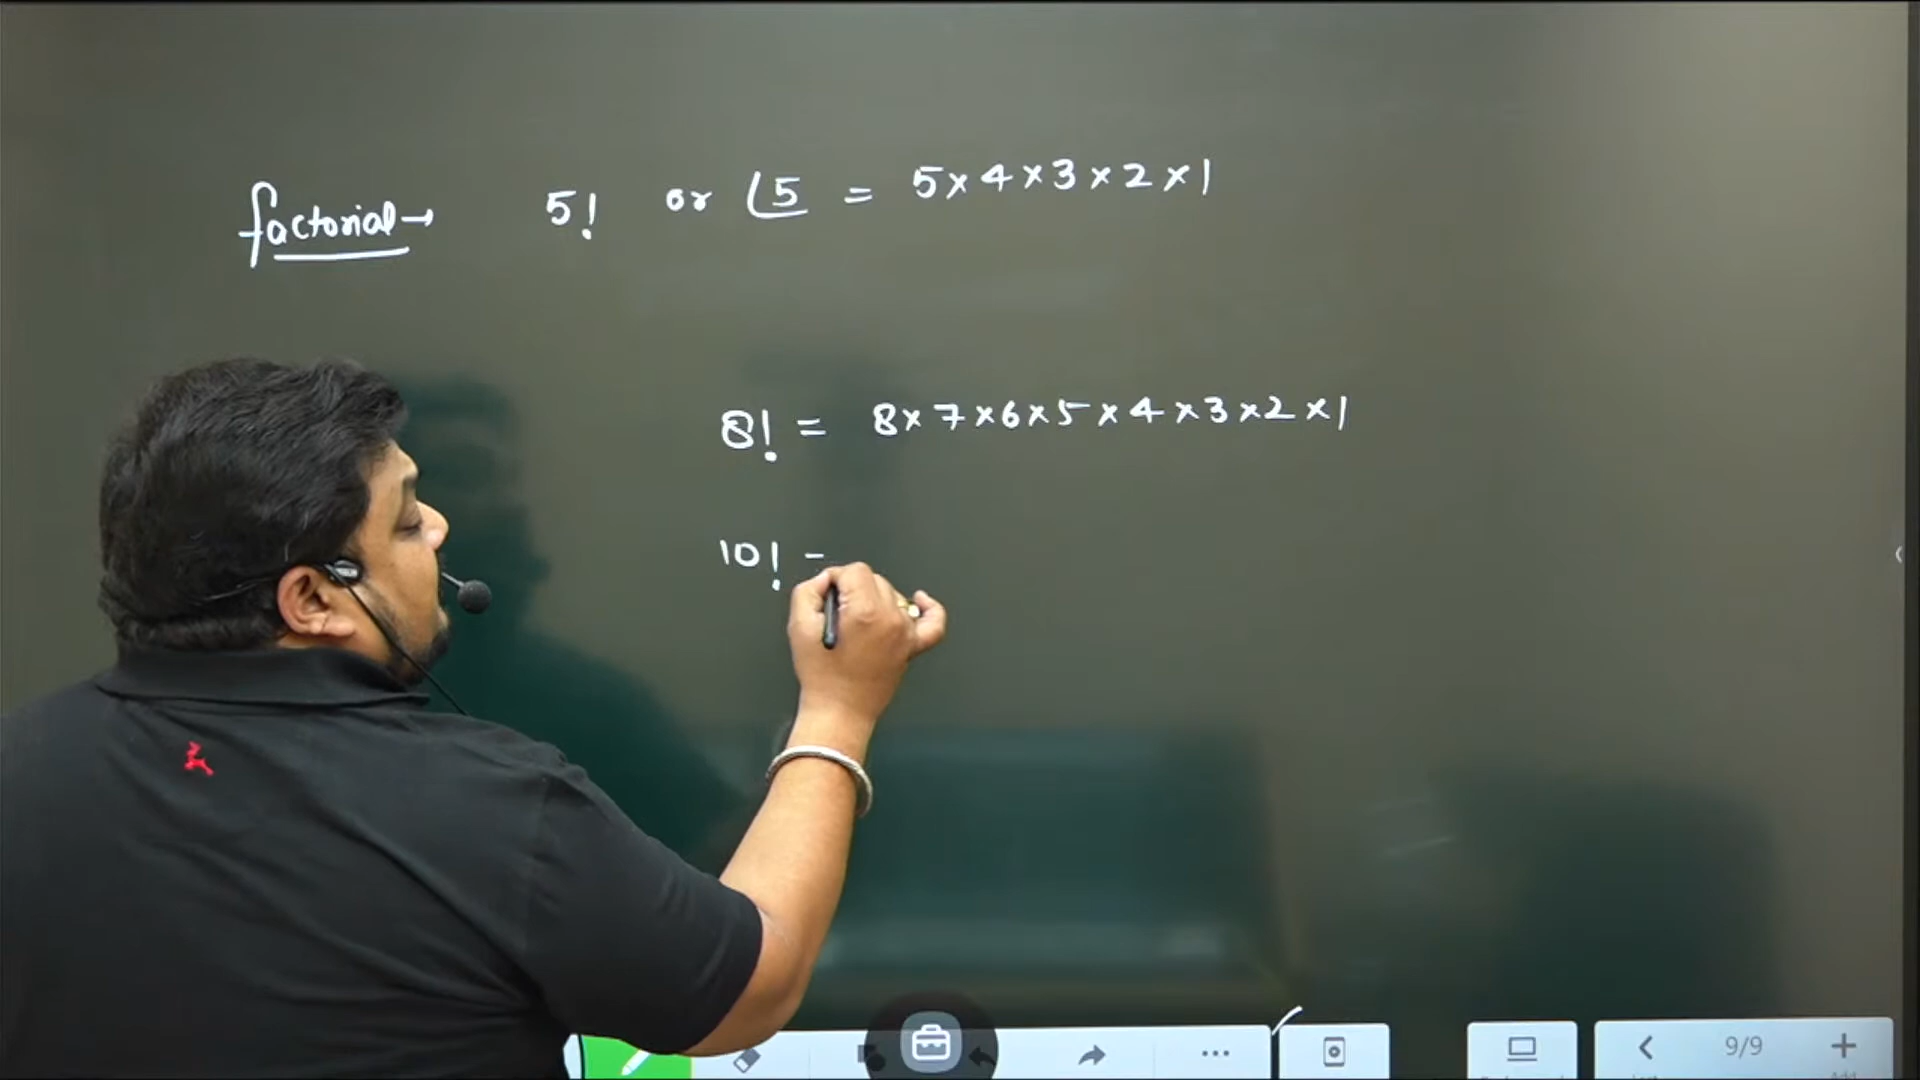 factorial→ 5! or ⌊5 = 5×4×3×2×1
8! = 8×7×6×5×4×3×2×1
10! =
9/9